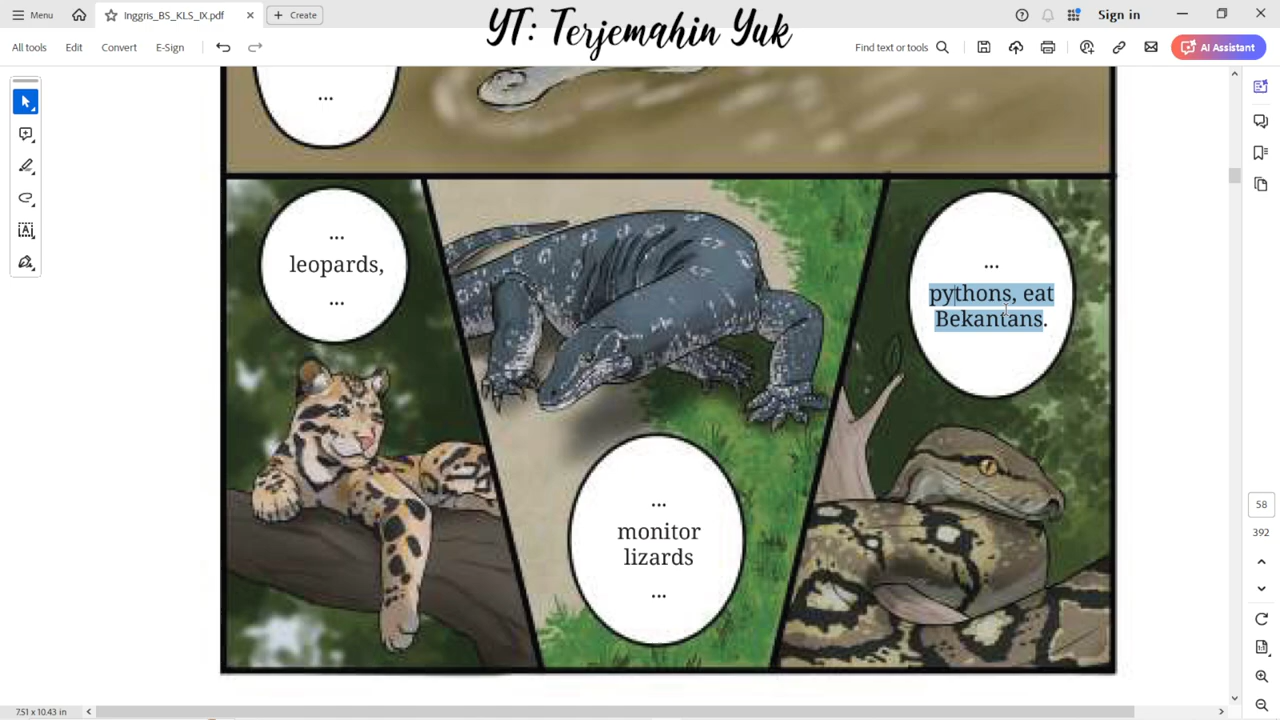 Menu
Inggris_BS_KLS_IX.pdf
Create
YT: Terjemahin Yuk
Sign in
All tools
Edit
Convert
E-Sign
Find text or tools
AI Assistant
...
...
leopards,
...
...
monitor
lizards
...
...
pythons, eat
Bekantans.
58
392
7.51 x 10.43 in